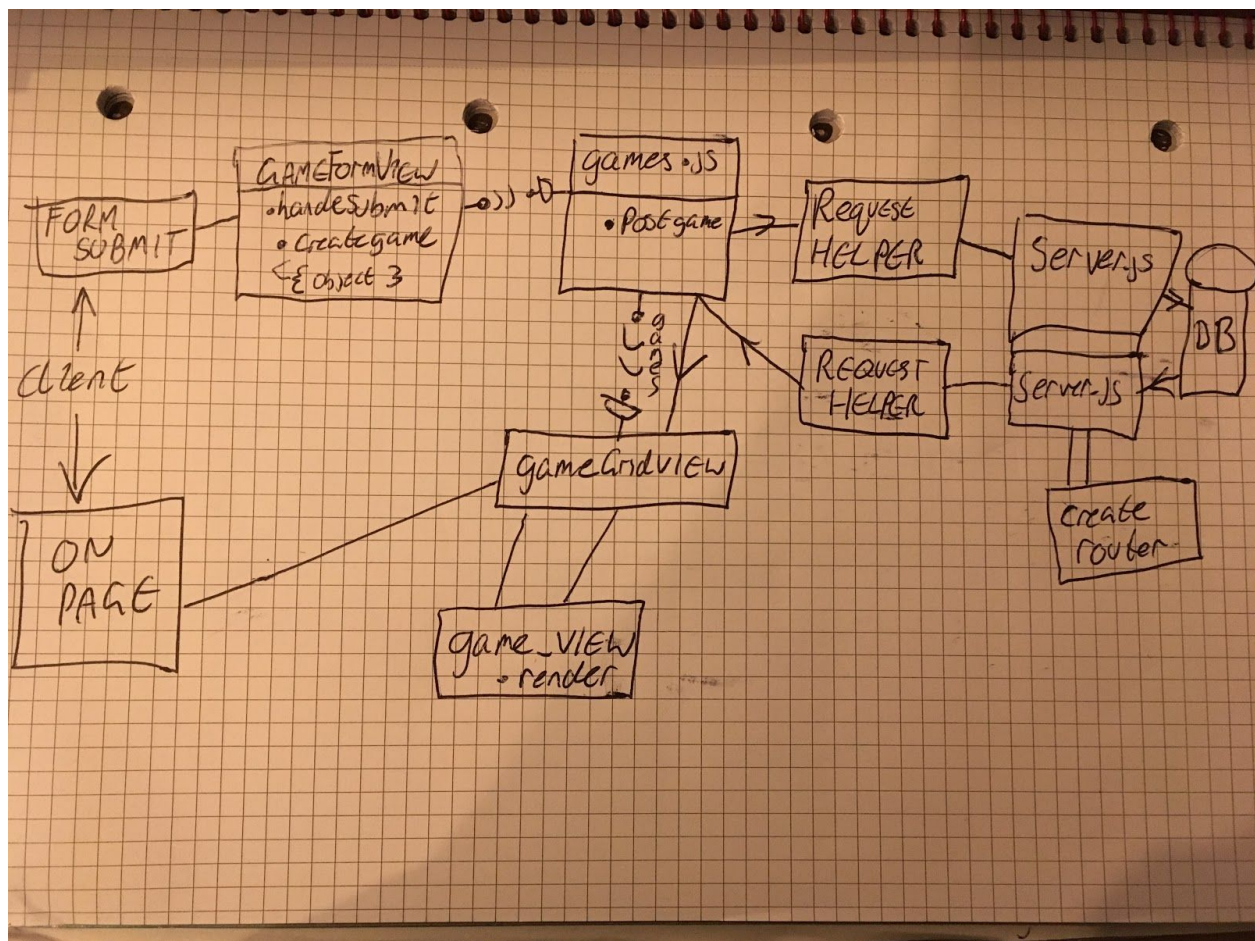 GAMEFormVIEW
•handeSubmit
• Creategame
{ object }
FORM
SUBMIT
games.js
• Postgame
Request
HELPER
Server.js
DB
Client
games
REQUEST
HELPER
Server.js
gameGridVIEW
create
router
ON
PAGE
game_VIEW
• render